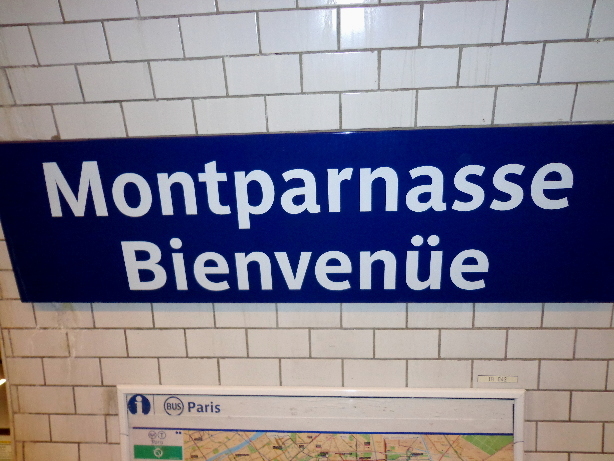 Montparnasse
Bienvenüe
i BUS Paris